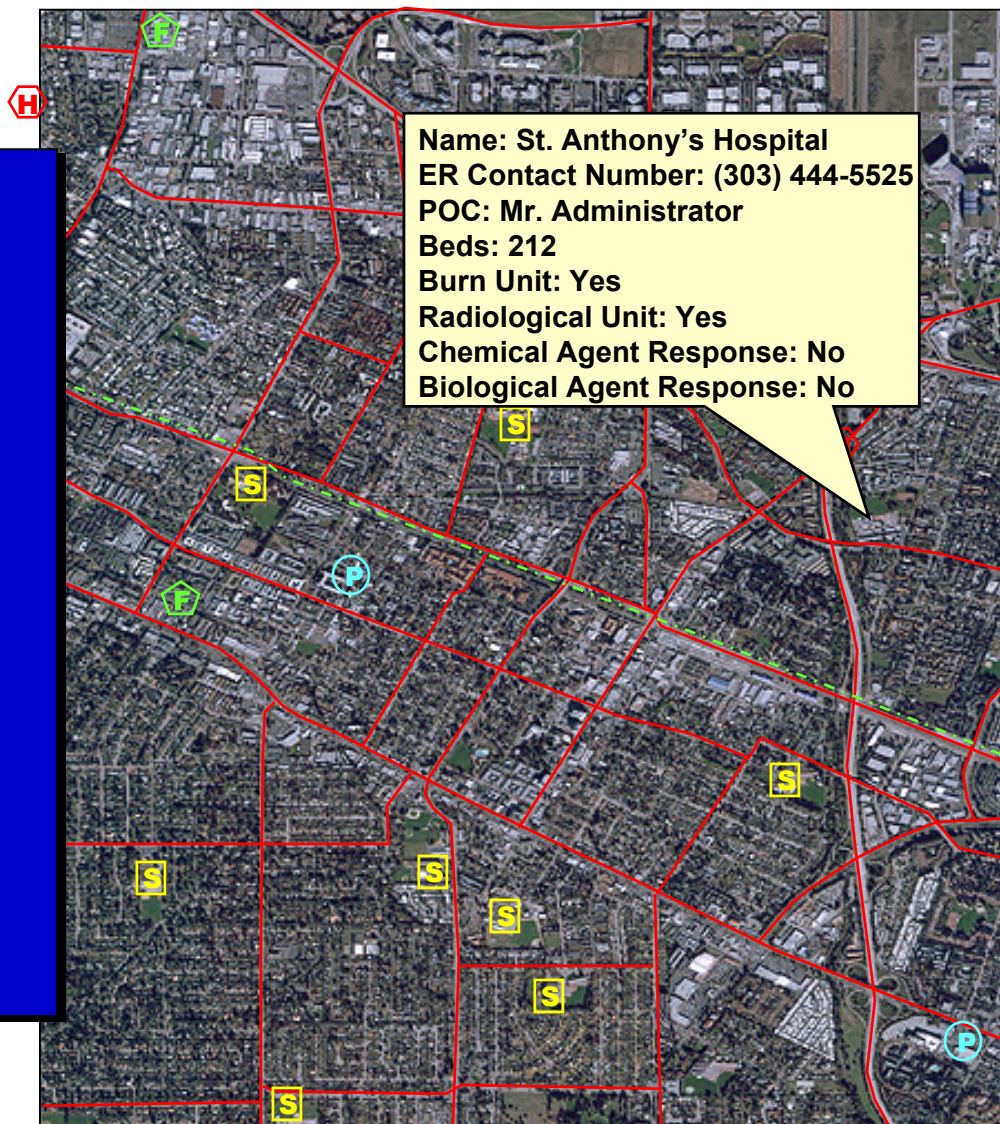 F
H
Name: St. Anthony's Hospital
ER Contact Number: (303) 444-5525
POC: Mr. Administrator
Beds: 212
Burn Unit: Yes
Radiological Unit: Yes
Chemical Agent Response: No
Biological Agent Response: No
S
S
P
F
S
S
S
S
S
P
S